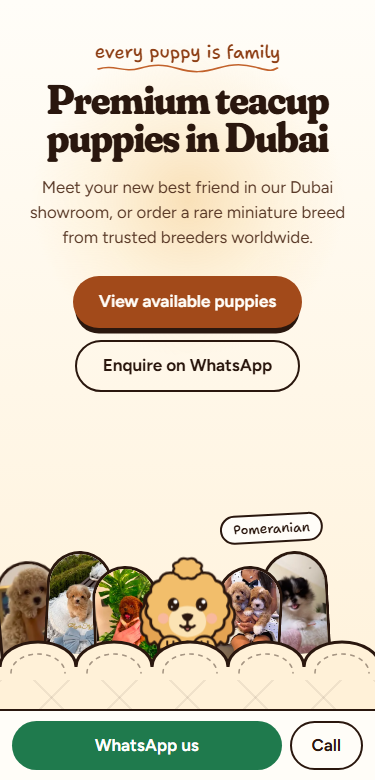 every puppy is family
Premium teacup
puppies in Dubai
Meet your new best friend in our Dubai
showroom, or order a rare miniature breed
from trusted breeders worldwide.
View available puppies
Enquire on WhatsApp
Pomeranian
WhatsApp us
Call